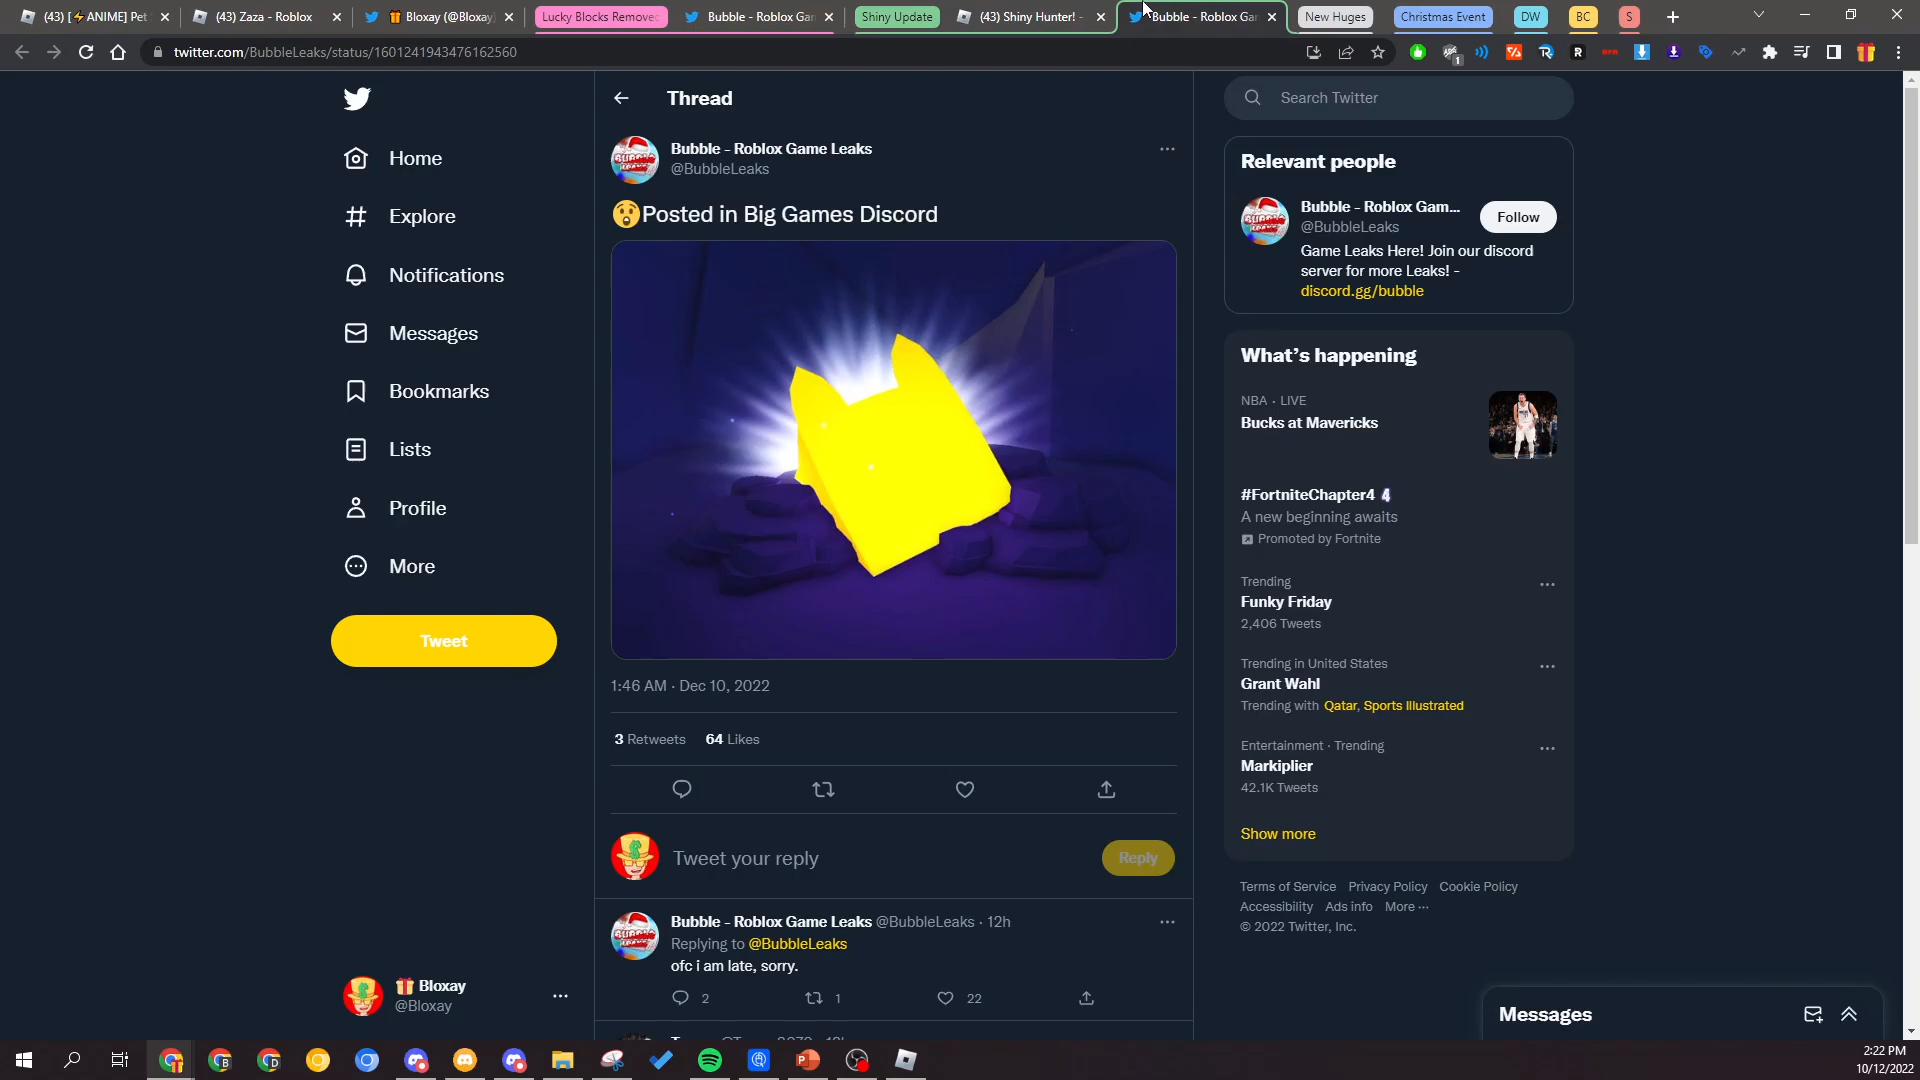 (43) [⚡ANIME] Pet
(43) Zaza - Roblox
🎁 Bloxay (@Bloxay
Lucky Blocks Removed
Bubble - Roblox Gar
Shiny Update
(43) Shiny Hunter! -
Bubble - Roblox Gar
New Huges
Christmas Event
DW
BC
S
twitter.com/BubbleLeaks/status/1601241943476162560
Home
Explore
Notifications
Messages
Bookmarks
Lists
Profile
More
Tweet
🎁 Bloxay
@Bloxay
Thread
Bubble - Roblox Game Leaks
@BubbleLeaks
😲Posted in Big Games Discord
1:46 AM · Dec 10, 2022
3 Retweets 64 Likes
Tweet your reply
Reply
Bubble - Roblox Game Leaks @BubbleLeaks · 12h
Replying to @BubbleLeaks
ofc i am late, sorry.
2 1 22
Search Twitter
Relevant people
Bubble - Roblox Gam...
@BubbleLeaks
Follow
Game Leaks Here! Join our discord
server for more Leaks! -
discord.gg/bubble
What's happening
NBA · LIVE
Bucks at Mavericks
#FortniteChapter4
A new beginning awaits
Promoted by Fortnite
Trending
Funky Friday
2,406 Tweets
Trending in United States
Grant Wahl
Trending with Qatar, Sports Illustrated
Entertainment · Trending
Markiplier
42.1K Tweets
Show more
Terms of Service Privacy Policy Cookie Policy
Accessibility Ads info More ···
© 2022 Twitter, Inc.
Messages
2:22 PM
10/12/2022